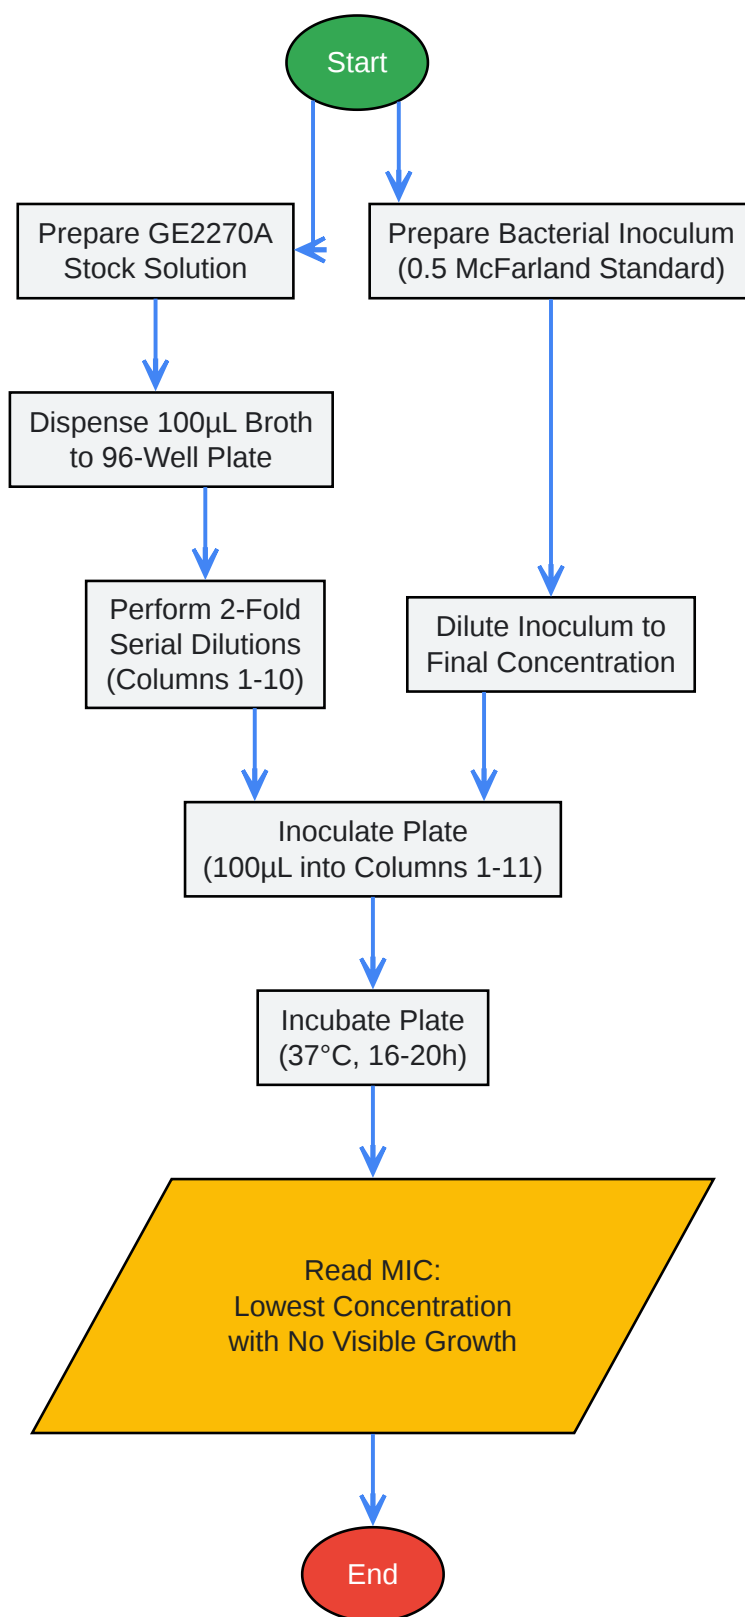 Start
Prepare GE2270A
Stock Solution
Prepare Bacterial Inoculum
(0.5 McFarland Standard)
Dispense 100µL Broth
to 96-Well Plate
Perform 2-Fold
Serial Dilutions
(Columns 1-10)
Dilute Inoculum to
Final Concentration
Inoculate Plate
(100µL into Columns 1-11)
Incubate Plate
(37°C, 16-20h)
Read MIC:
Lowest Concentration
with No Visible Growth
End